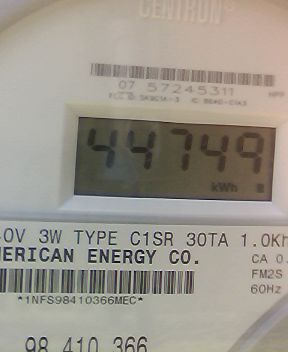 CENTRON®
07 57245311
44749
kWh
.0V 3W TYPE C1SR 30TA 1.0Kh
MERICAN ENERGY CO.
CA 0.
FM2S
60Hz
*1NFS98410366MEC*
98 410 366